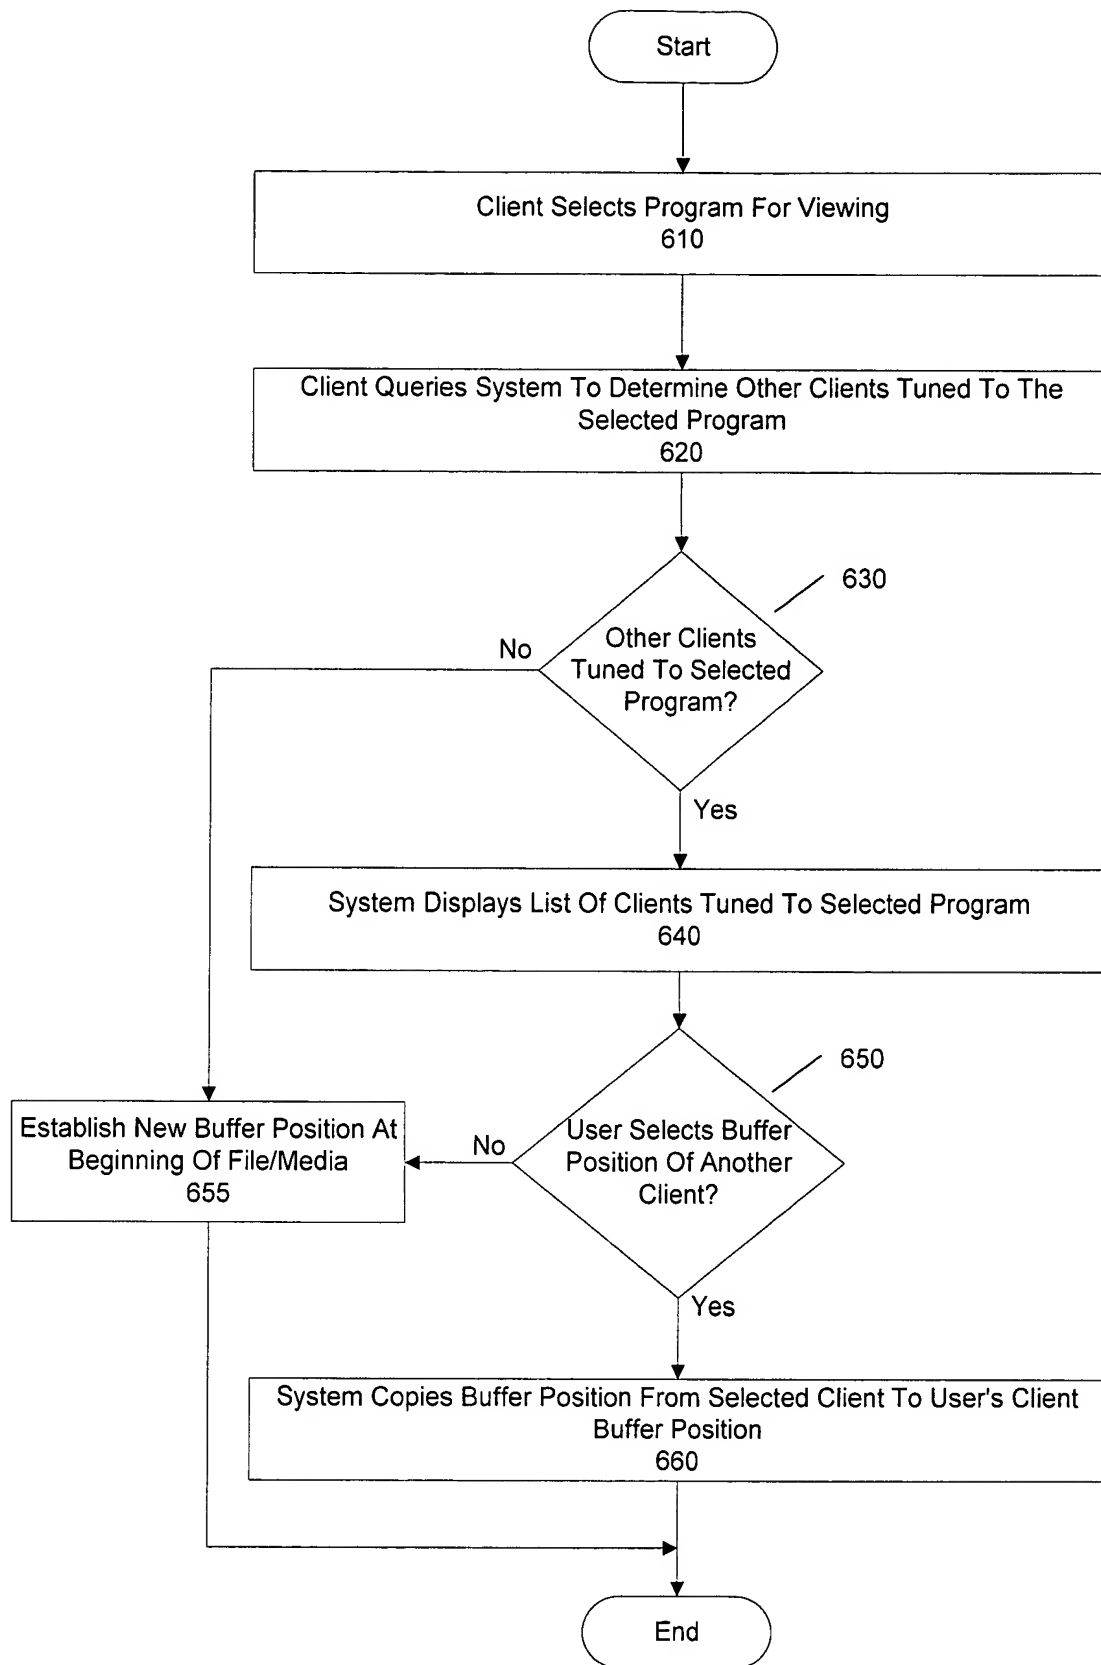 Start
Client Selects Program For Viewing
610
Client Queries System To Determine Other Clients Tuned To The
Selected Program
620
630
Other Clients
Tuned To Selected
Program?
No
Yes
System Displays List Of Clients Tuned To Selected Program
640
650
User Selects Buffer
Position Of Another
Client?
No
Establish New Buffer Position At
Beginning Of File/Media
655
Yes
System Copies Buffer Position From Selected Client To User's Client
Buffer Position
660
End